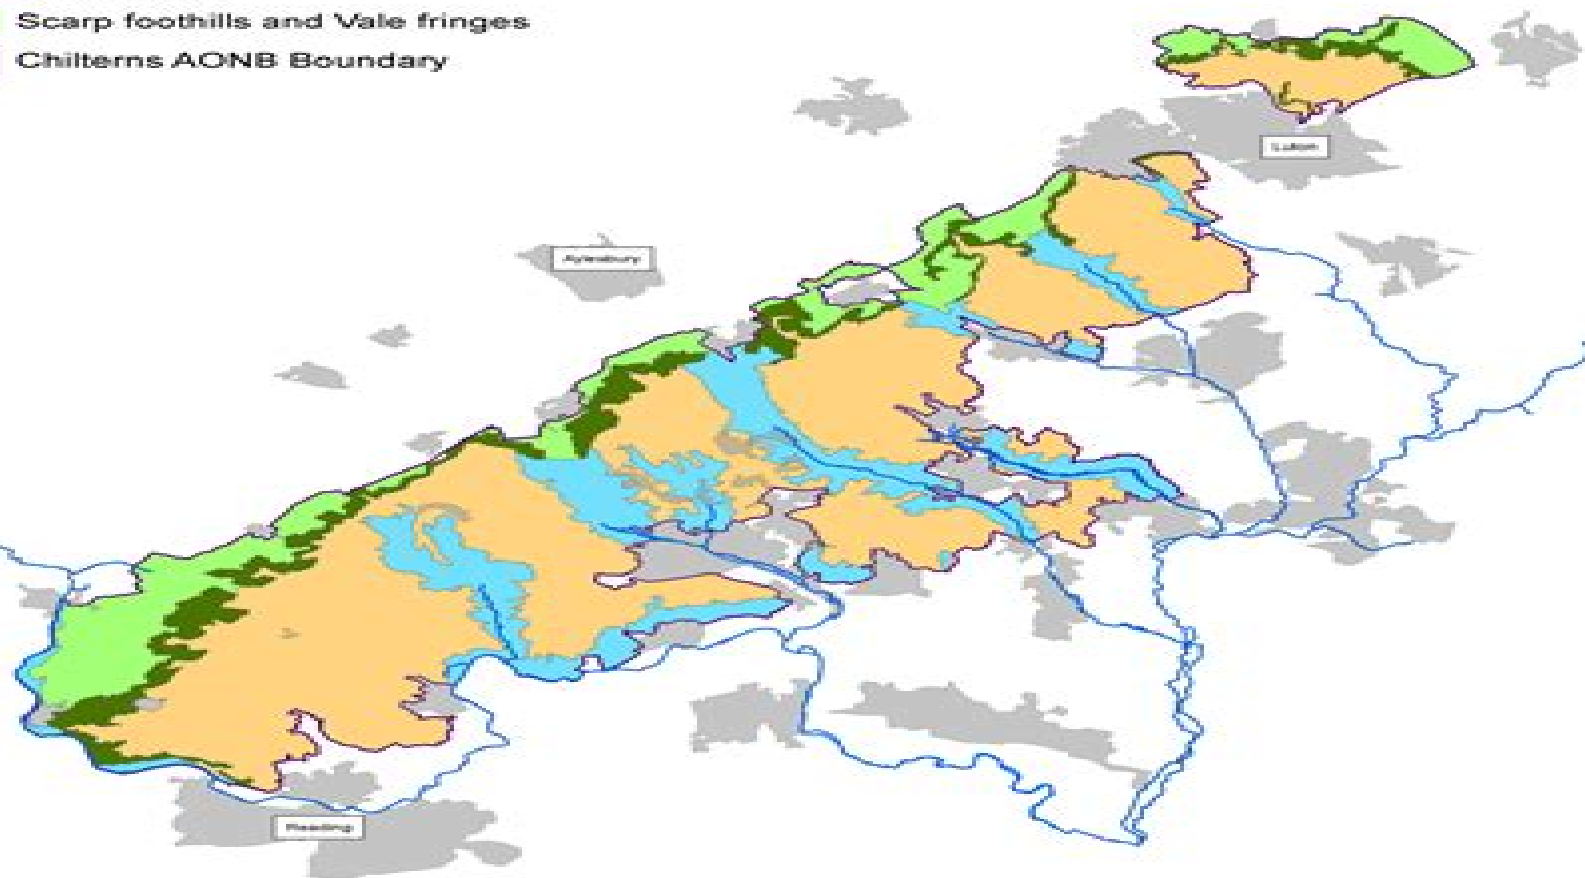 Scarp foothills and Vale fringes
Chilterns AONB Boundary
Luton
Aylesbury
Reading